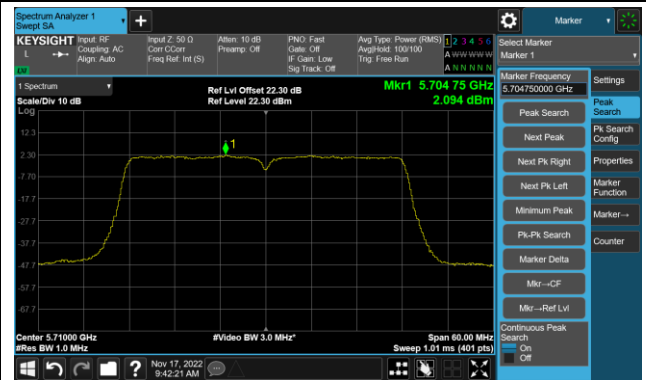 Spectrum Analyzer 1
Swept SA
+
Marker
KEYSIGHT
L
LXI
Input: RF
Coupling: AC
Align: Auto
Input Z: 50 Ω
Corr CCorr
Freq Ref: Int (S)
Atten: 10 dB
Preamp: Off
PNO: Fast
Gate: Off
IF Gain: Low
Sig Track: Off
Avg Type: Power (RMS)
Avg|Hold: 100/100
Trig: Free Run
1 2 3 4 5 6
A W W W W W
A N N N N N
Select Marker
Marker 1
1 Spectrum
Scale/Div 10 dB
Log
Ref Lvl Offset 22.30 dB
Ref Level 22.30 dBm
Mkr1 5.704 75 GHz
2.094 dBm
12.3
2.30
-7.70
-17.7
-27.7
-37.7
-47.7
-57.7
-67.7
1
Center 5.71000 GHz
#Res BW 1.0 MHz
#Video BW 3.0 MHz*
Span 60.00 MHz
Sweep 1.01 ms (401 pts)
Marker Frequency
5.704750000 GHz
Peak Search
Next Peak
Next Pk Right
Next Pk Left
Minimum Peak
Pk-Pk Search
Marker Delta
Mkr→CF
Mkr→Ref Lvl
Continuous Peak
Search
On
Off
Settings
Peak
Search
Pk Search
Config
Properties
Marker
Function
Marker→
Counter
?
Nov 17, 2022
9:42:21 AM